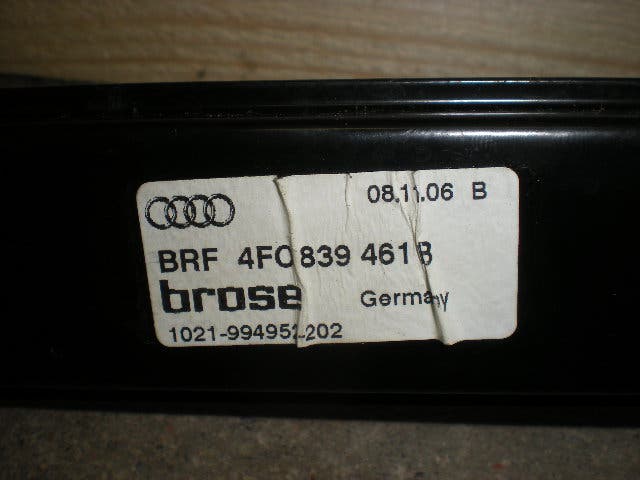 08.11.06 B
BRF 4F0 839 461 B
brose Germany
1021-994952-202